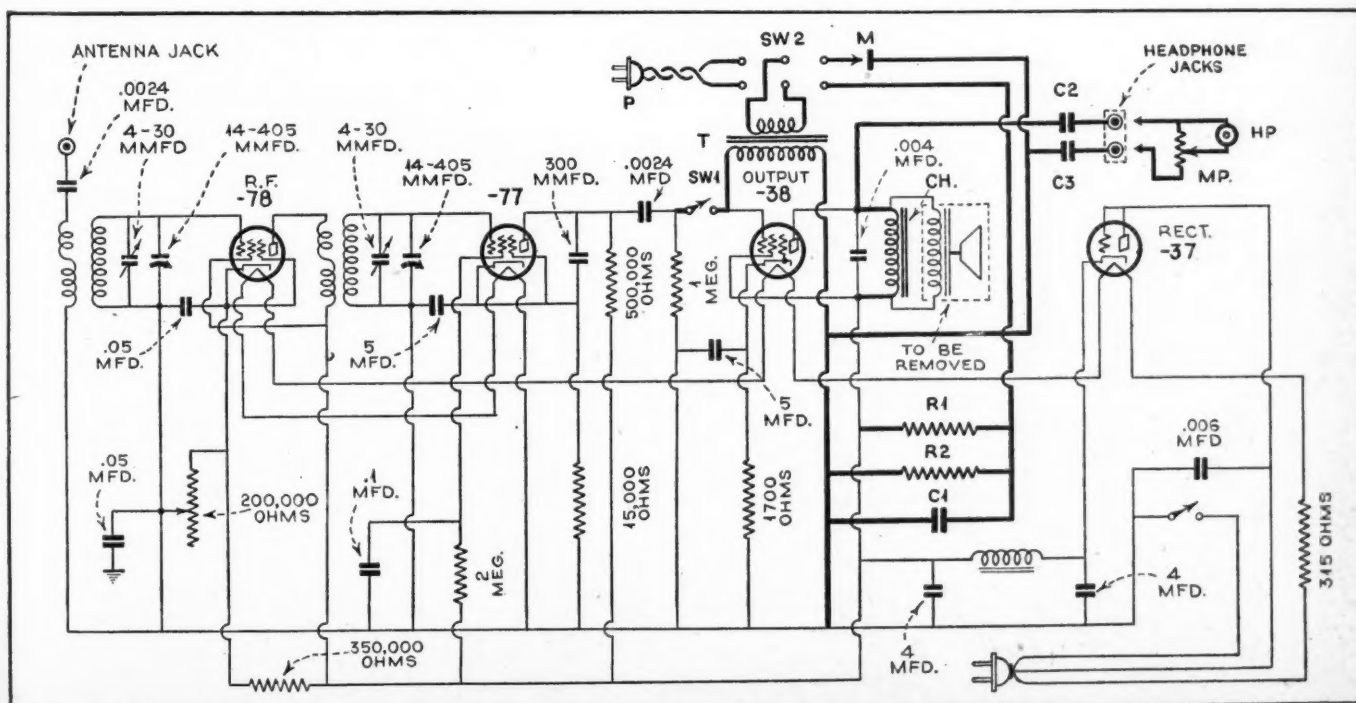 ANTENNA JACK
.0024
MFD.
4-30
MMFD
14-405
MMFD.
R.F.
-78
4-30
MMFD.
14-405
MMFD.
-77
300
MMFD.
.0024
MFD
SW1
P
SW 2
M
T
OUTPUT
-38
.004
MFD.
CH.
C2
C3
HEADPHONE
JACKS
HP
MP.
RECT.
-37
.05
MFD.
5
MFD.
500,000
OHMS
1
MEG.
5
MFD.
TO BE
REMOVED
R1
R2
C1
.006
MFD
.05
MFD.
200,000
OHMS
.1
MFD.
2
MEG.
15,000
OHMS
1700
OHMS
4
MFD.
4
MFD.
315 OHMS
350,000
OHMS